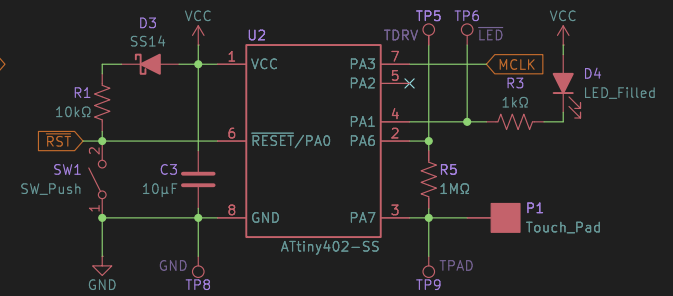 D3
SS14
VCC
U2
TP5
TP6
VCC
TDRV
LED
1
VCC
PA3
7
MCLK
PA2
5
R3
1kΩ
D4
LED_Filled
R1
10kΩ
PA1
4
RST
6
RESET/PA0
PA6
2
2
SW1
SW_Push
1
C3
10µF
R5
1MΩ
8
GND
PA7
3
P1
Touch_Pad
ATtiny402-SS
GND
GND
TP8
TPAD
TP9